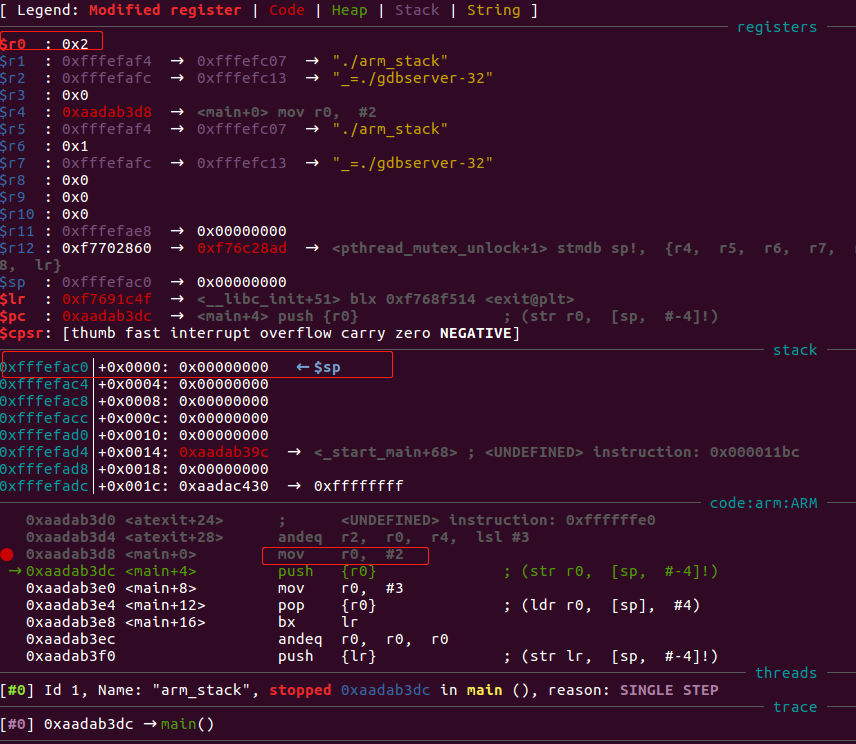 [ Legend: Modified register | Code | Heap | Stack | String ]
registers
$r0  : 0x2
$r1  : 0xfffefaf4  →  0xfffefc07  →  "./arm_stack"
$r2  : 0xfffefafc  →  0xfffefc13  →  "_=./gdbserver-32"
$r3  : 0x0
$r4  : 0xaadab3d8  →  <main+0> mov r0,  #2
$r5  : 0xfffefaf4  →  0xfffefc07  →  "./arm_stack"
$r6  : 0x1
$r7  : 0xfffefafc  →  0xfffefc13  →  "_=./gdbserver-32"
$r8  : 0x0
$r9  : 0x0
$r10 : 0x0
$r11 : 0xfffefae8  →  0x00000000
$r12 : 0xf7702860  →  0xf76c28ad  →  <pthread_mutex_unlock+1> stmdb sp!,  {r4,  r5,  r6,  r7,  r
8,  lr}
$sp  : 0xfffefac0  →  0x00000000
$lr  : 0xf7691c4f  →  <__libc_init+51> blx 0xf768f514 <exit@plt>
$pc  : 0xaadab3dc  →  <main+4> push {r0}                ; (str r0,  [sp,  #-4]!)
$cpsr: [thumb fast interrupt overflow carry zero NEGATIVE]
stack
0xfffefac0│+0x0000: 0x00000000   ← $sp
0xfffefac4│+0x0004: 0x00000000
0xfffefac8│+0x0008: 0x00000000
0xfffefacc│+0x000c: 0x00000000
0xfffefad0│+0x0010: 0x00000000
0xfffefad4│+0x0014: 0xaadab39c  →  <_start_main+68> ; <UNDEFINED> instruction: 0x000011bc
0xfffefad8│+0x0018: 0x00000000
0xfffefadc│+0x001c: 0xaadac430  →  0xffffffff
code:arm:ARM
0xaadab3d0 <atexit+24>      ;      <UNDEFINED> instruction: 0xffffffe0
0xaadab3d4 <atexit+28>      andeq  r2,  r0,  r4,  lsl #3
0xaadab3d8 <main+0>         mov    r0,  #2
→ 0xaadab3dc <main+4>         push   {r0}              ; (str r0,  [sp,  #-4]!)
0xaadab3e0 <main+8>         mov    r0,  #3
0xaadab3e4 <main+12>        pop    {r0}              ; (ldr r0,  [sp],  #4)
0xaadab3e8 <main+16>        bx     lr
0xaadab3ec                  andeq  r0,  r0,  r0
0xaadab3f0                  push   {lr}              ; (str lr,  [sp,  #-4]!)
threads
[#0] Id 1, Name: "arm_stack", stopped 0xaadab3dc in main (), reason: SINGLE STEP
trace
[#0] 0xaadab3dc → main()